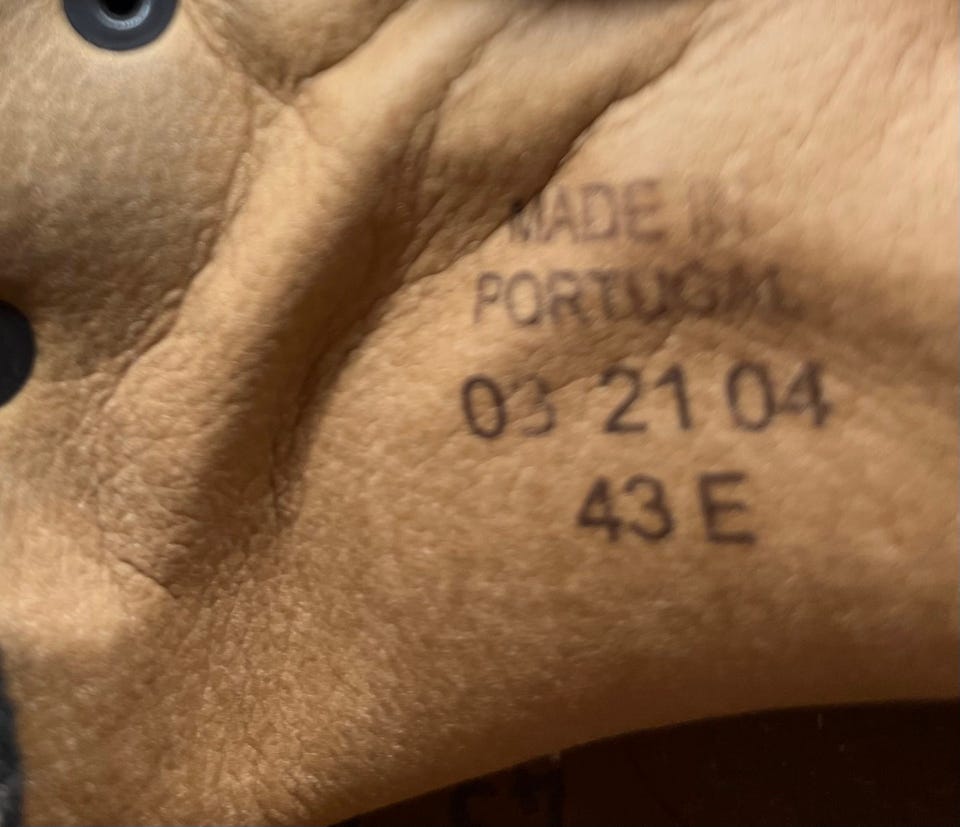 MADE IN
PORTUGAL
03 21 04
43 E